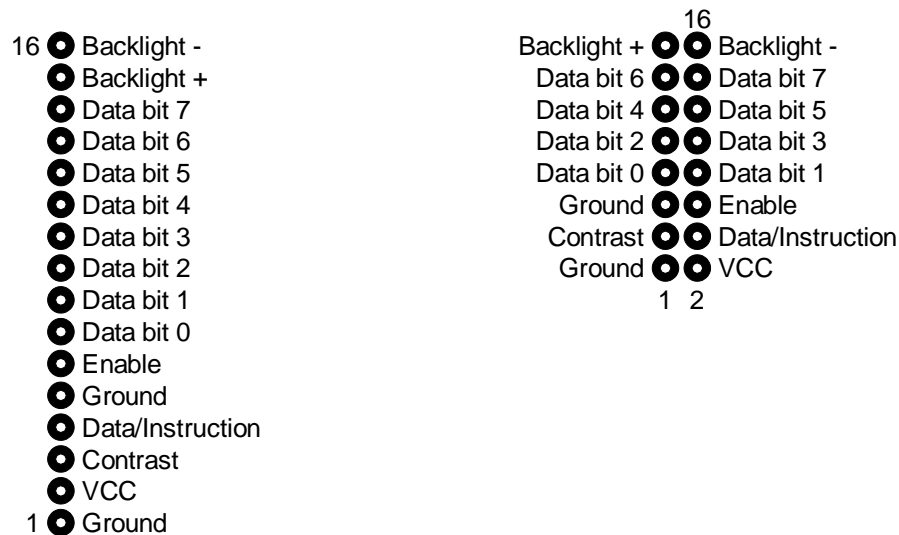 16 Backlight -
Backlight +
Data bit 7
Data bit 6
Data bit 5
Data bit 4
Data bit 3
Data bit 2
Data bit 1
Data bit 0
Enable
Ground
Data/Instruction
Contrast
VCC
1 Ground
16
Backlight + Backlight -
Data bit 6 Data bit 7
Data bit 4 Data bit 5
Data bit 2 Data bit 3
Data bit 0 Data bit 1
Ground Enable
Contrast Data/Instruction
Ground VCC
1 2